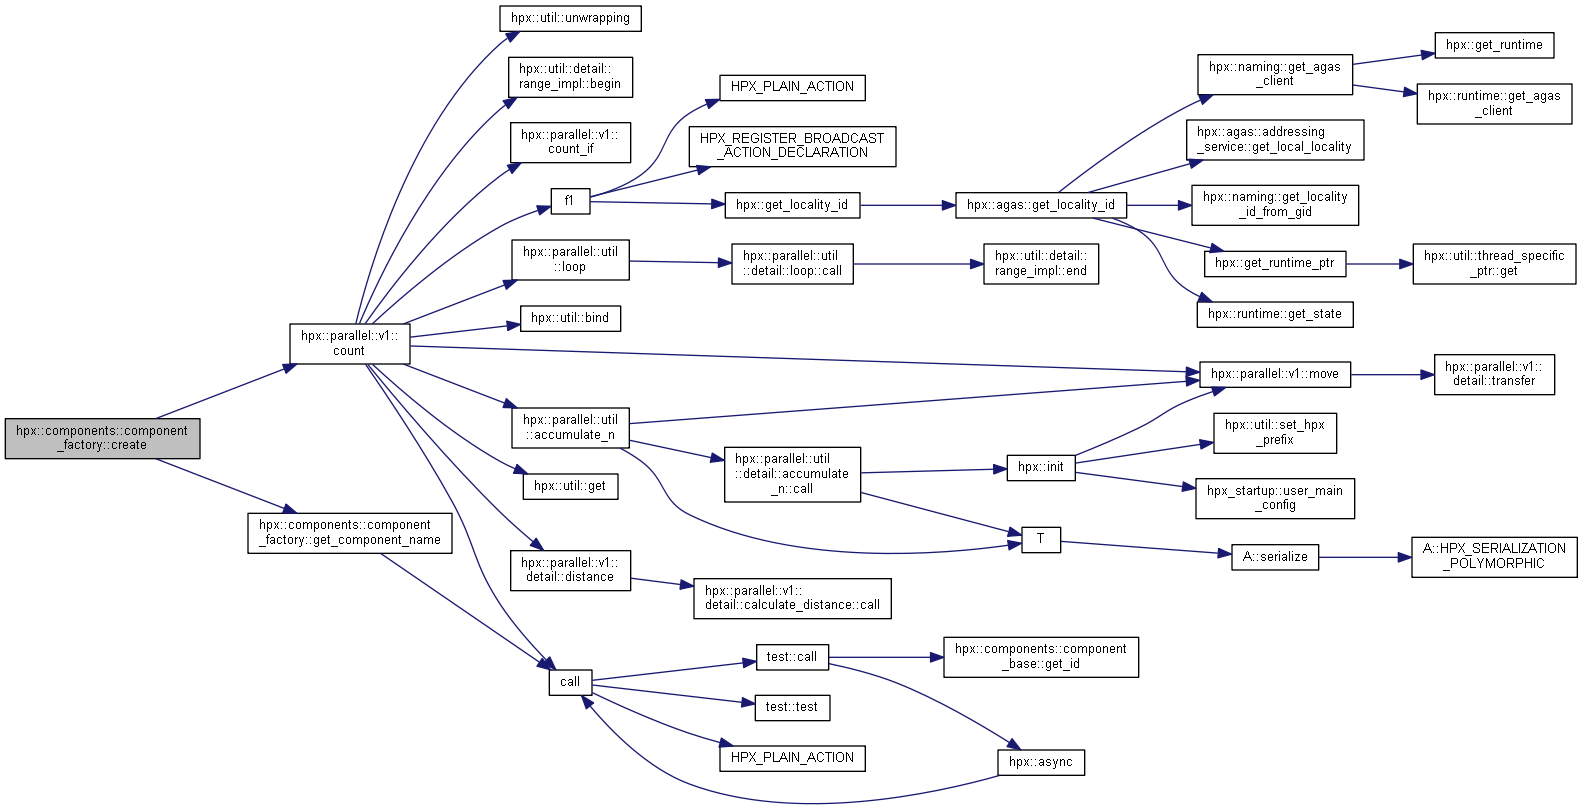 hpx::components::component
_factory::create
hpx::parallel::v1::
count
hpx::components::component
_factory::get_component_name
hpx::util::unwrapping
hpx::util::detail::
range_impl::begin
hpx::parallel::v1::
count_if
f1
hpx::parallel::util
::loop
hpx::util::bind
hpx::parallel::util
::accumulate_n
hpx::util::get
hpx::parallel::v1::
detail::distance
call
HPX_PLAIN_ACTION
HPX_REGISTER_BROADCAST
_ACTION_DECLARATION
hpx::get_locality_id
hpx::parallel::util
::detail::loop::call
hpx::parallel::util
::detail::accumulate
_n::call
hpx::parallel::v1::
detail::calculate_distance::call
test::call
test::test
HPX_PLAIN_ACTION
hpx::agas::get_locality_id
hpx::util::detail::
range_impl::end
hpx::init
T
hpx::components::component
_base::get_id
hpx::async
hpx::naming::get_agas
_client
hpx::agas::addressing
_service::get_local_locality
hpx::naming::get_locality
_id_from_gid
hpx::get_runtime_ptr
hpx::runtime::get_state
hpx::parallel::v1::move
hpx::util::set_hpx
_prefix
hpx_startup::user_main
_config
A::serialize
hpx::get_runtime
hpx::runtime::get_agas
_client
hpx::util::thread_specific
_ptr::get
hpx::parallel::v1::
detail::transfer
A::HPX_SERIALIZATION
_POLYMORPHIC